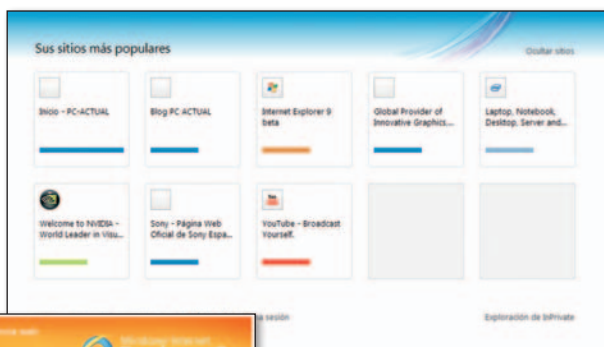 Sus sitios más populares
Ocultar sitios
Inicio - PC-ACTUAL
Blog PC ACTUAL
Internet Explorer 9
beta
Global Provider of
Innovative Graphics...
Laptop, Notebook,
Desktop, Server and...
Welcome to NVIDIA -
World Leader in Visu...
Sony - Página Web
Oficial de Sony Espa...
YouTube - Broadcast
Yourself.
sesión
Exploración de InPrivate